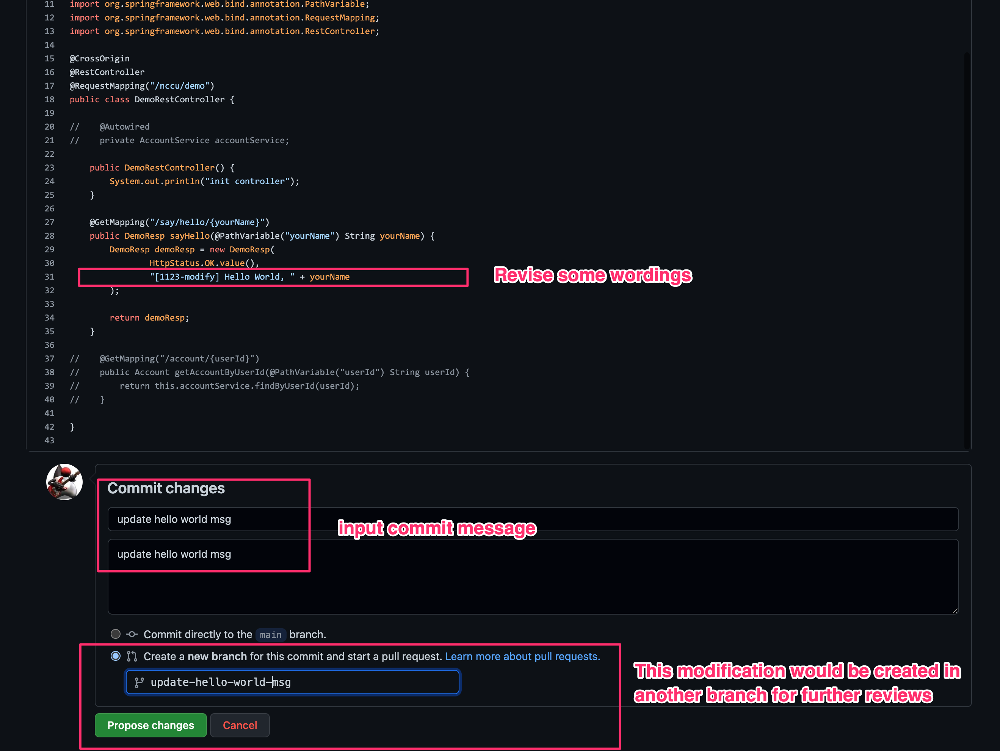 11 import org.springframework.web.bind.annotation.PathVariable;
12 import org.springframework.web.bind.annotation.RequestMapping;
13 import org.springframework.web.bind.annotation.RestController;
14
15 @CrossOrigin
16 @RestController
17 @RequestMapping("/nccu/demo")
18 public class DemoRestController {
19
20 //    @Autowired
21 //    private AccountService accountService;
22
23     public DemoRestController() {
24         System.out.println("init controller");
25     }
26
27     @GetMapping("/say/hello/{yourName}")
28     public DemoResp sayHello(@PathVariable("yourName") String yourName) {
29         DemoResp demoResp = new DemoResp(
30                 HttpStatus.OK.value(),
31                 "[1123-modify] Hello World, " + yourName
Revise some wordings
32         );
33
34         return demoResp;
35     }
36
37 //    @GetMapping("/account/{userId}")
38 //    public Account getAccountByUserId(@PathVariable("userId") String userId) {
39 //        return this.accountService.findByUserId(userId);
40 //    }
41
42 }
43
Commit changes
update hello world msg
input commit message
update hello world msg
Commit directly to the main branch.
Create a new branch for this commit and start a pull request. Learn more about pull requests.
update-hello-world-msg
This modification would be created in
another branch for further reviews
Propose changes
Cancel